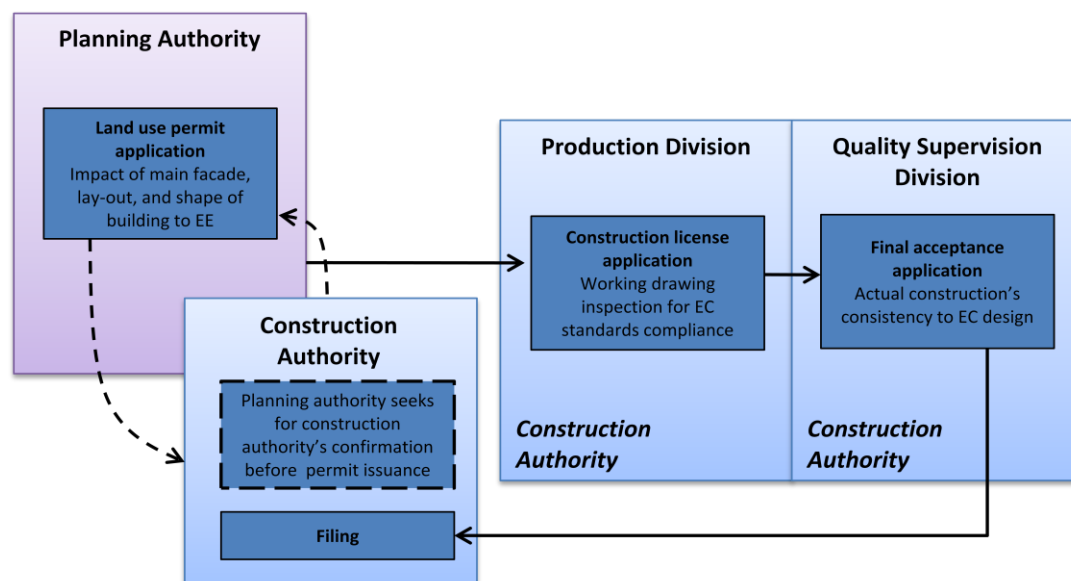 Planning Authority
Land use permit
application
Impact of main facade,
lay-out, and shape of
building to EE
Construction
Authority
Planning authority seeks
for construction
authority's confirmation
before permit issuance
Filing
Production Division
Construction license
application
Working drawing
inspection for EC
standards compliance
Construction
Authority
Quality Supervision
Division
Final acceptance
application
Actual construction's
consistency to EC design
Construction
Authority